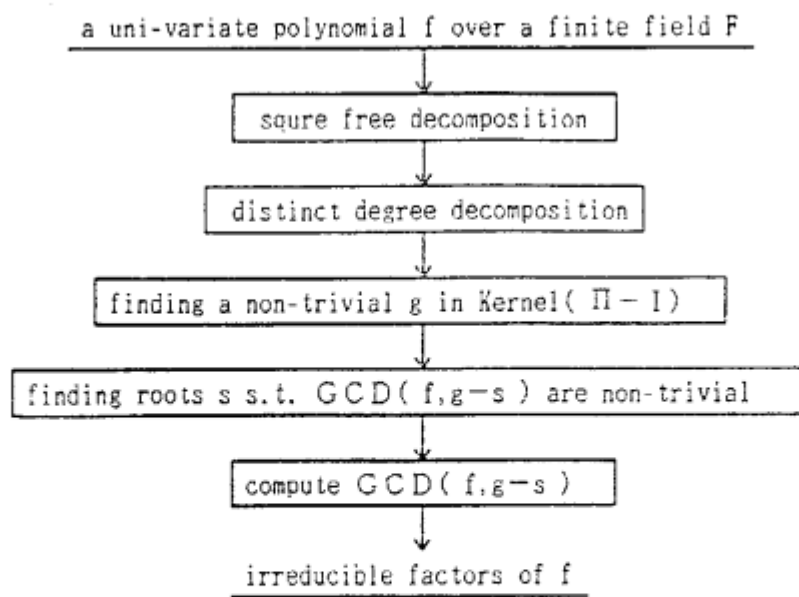 a uni-variate polynomial f over a finite field F
squre free decomposition
distinct degree decomposition
finding a non-trivial g in Kernel( Π − I )
finding roots s s.t. GCD( f,g−s ) are non-trivial
compute GCD( f,g−s )
irreducible factors of f